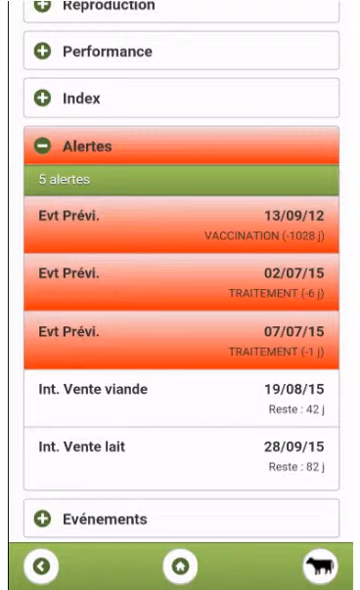 Reproduction
Performance
Index
Alertes
5 alertes
Evt Prévi. 13/09/12
VACCINATION (-1028 j)
Evt Prévi. 02/07/15
TRAITEMENT (-6 j)
Evt Prévi. 07/07/15
TRAITEMENT (-1 j)
Int. Vente viande 19/08/15
Reste : 42 j
Int. Vente lait 28/09/15
Reste : 82 j
Evénements